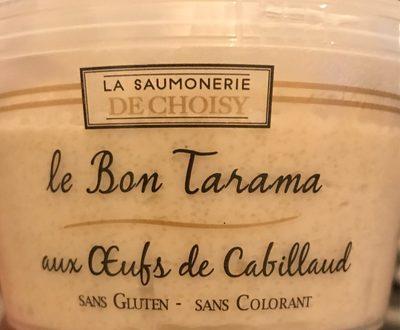 LA SAUMONERIE
DE CHOISY
le Bon Tarama
aux Œufs de Cabillaud
SANS GLUTEN - SANS COLORANT